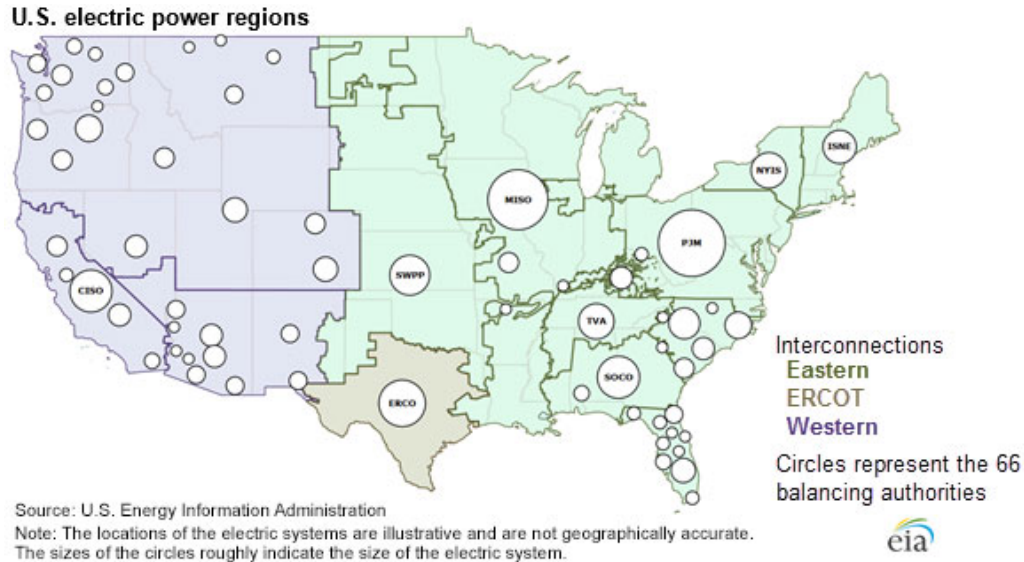 U.S. electric power regions
ISNE
NYIS
MISO
PJM
SWPP
CISO
TVA
SOCO
ERCO
Interconnections
Eastern
ERCOT
Western
Circles represent the 66
balancing authorities
Source: U.S. Energy Information Administration
Note: The locations of the electric systems are illustrative and are not geographically accurate.
The sizes of the circles roughly indicate the size of the electric system.
eia